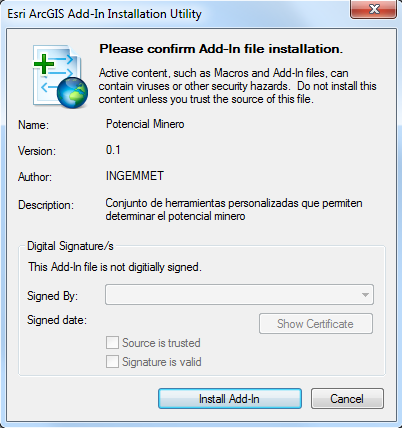 Esri ArcGIS Add-In Installation Utility
Please confirm Add-In file installation.
Active content, such as Macros and Add-In files, can
contain viruses or other security hazards. Do not install this
content unless you trust the source of this file.
Name: Potencial Minero
Version: 0.1
Author: INGEMMET
Description: Conjunto de herramientas personalizadas que permiten
determinar el potencial minero
Digital Signature/s
This Add-In file is not digitially signed.
Signed By:
Signed date: Show Certificate
Source is trusted
Signature is valid
Install Add-In Cancel